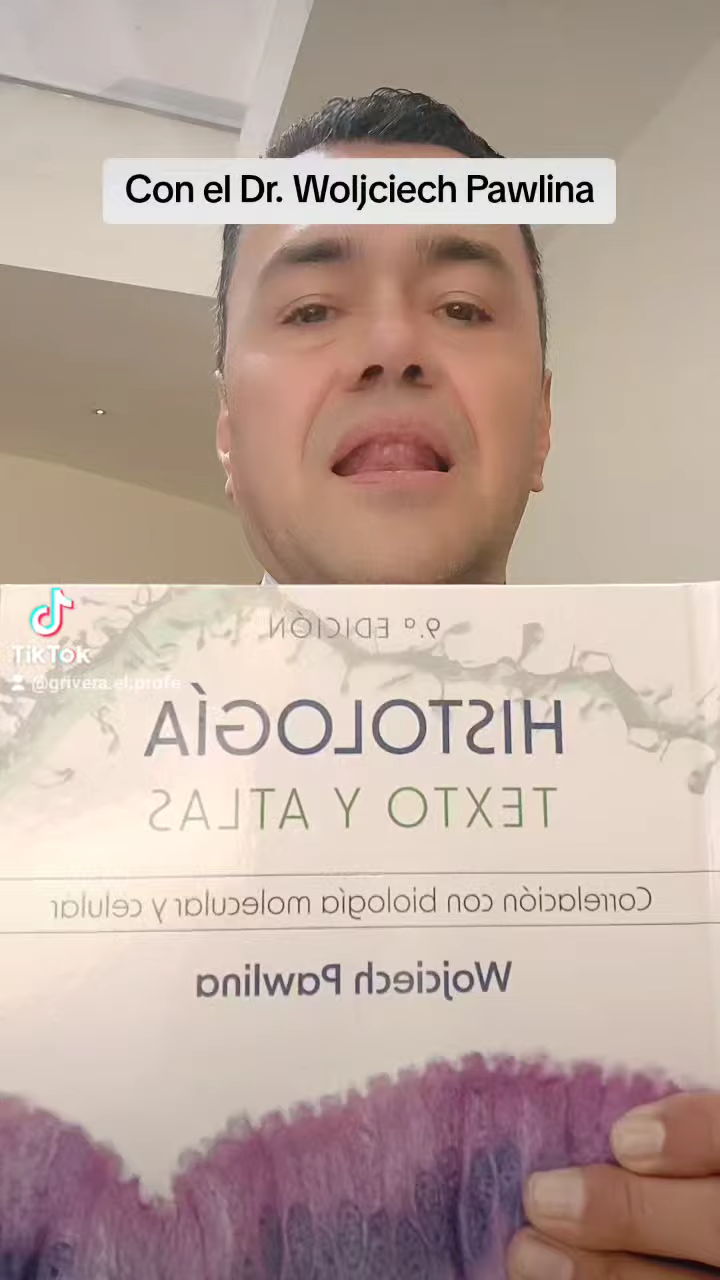 Con el Dr. Woljciech Pawlina
TikTok
@grivera.el.profe
9.ª EDICIÓN
HISTOLOGÍA
TEXTO Y ATLAS
Correlación con biología molecular y celular
Wojciech Pawlina